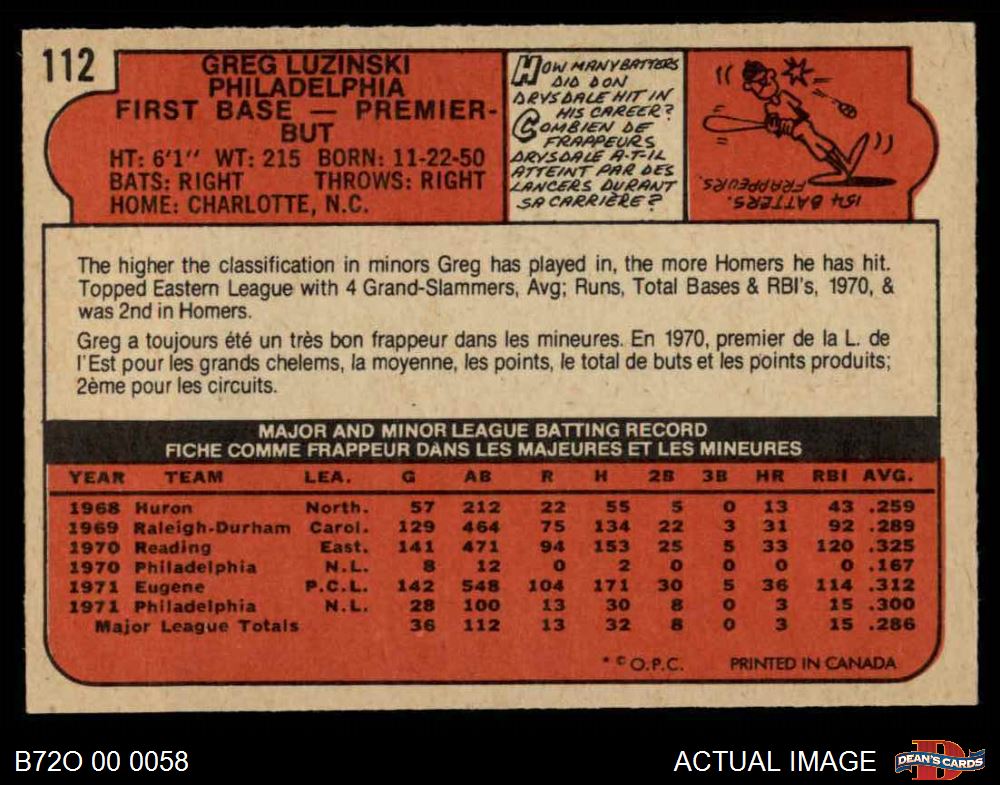 112
GREG LUZINSKI
PHILADELPHIA
FIRST BASE — PREMIER-
BUT
HT: 6'1" WT: 215 BORN: 11-22-50
BATS: RIGHT THROWS: RIGHT
HOME: CHARLOTTE, N.C.
HOW MANY BATTERS
DID DON
DRYSDALE HIT IN
HIS CAREER?
COMBIEN DE
FRAPPEURS
DRYSDALE A-T-IL
ATTEINT PAR DES
LANCERS DURANT
SA CARRIÈRE?
154 BATTERS.
FRAPPEURS.
The higher the classification in minors Greg has played in, the more Homers he has hit.
Topped Eastern League with 4 Grand-Slammers, Avg; Runs, Total Bases & RBI's, 1970, &
was 2nd in Homers.
Greg a toujours été un très bon frappeur dans les mineures. En 1970, premier de la L. de
l'Est pour les grands chelems, la moyenne, les points, le total de buts et les points produits;
2ème pour les circuits.
MAJOR AND MINOR LEAGUE BATTING RECORD
FICHE COMME FRAPPEUR DANS LES MAJEURES ET LES MINEURES
YEAR TEAM LEA. G AB R H 2B 3B HR RBI AVG.
1968 Huron North. 57 212 22 55 5 0 13 43 .259
1969 Raleigh-Durham Carol. 129 464 75 134 22 3 31 92 .289
1970 Reading East. 141 471 94 153 25 5 33 120 .325
1970 Philadelphia N.L. 8 12 0 2 0 0 0 0 .167
1971 Eugene P.C.L. 142 548 104 171 30 5 36 114 .312
1971 Philadelphia N.L. 28 100 13 30 8 0 3 15 .300
Major League Totals 36 112 13 32 8 0 3 15 .286
* © O.P.C. PRINTED IN CANADA
B72O 00 0058
ACTUAL IMAGE
D
DEAN'S CARDS